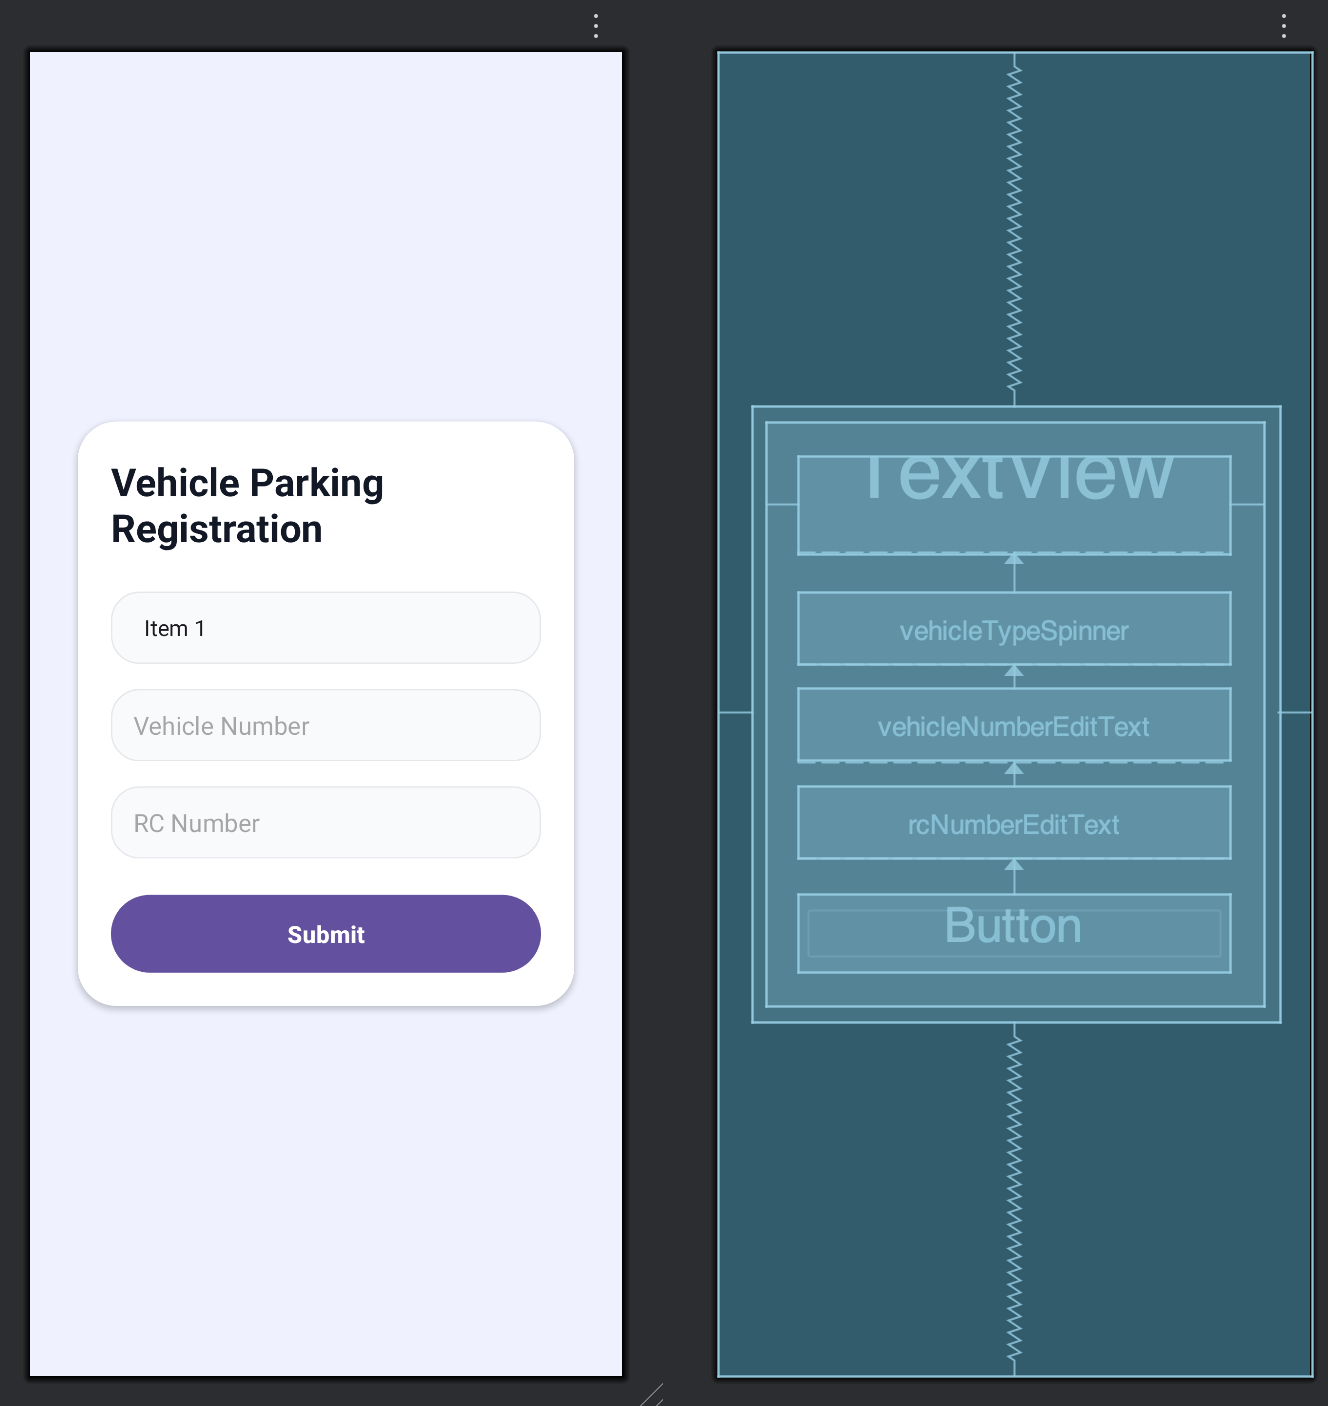 Vehicle Parking
Registration
Item 1
Vehicle Number
RC Number
Submit
TextView
vehicleTypeSpinner
vehicleNumberEditText
rcNumberEditText
Button